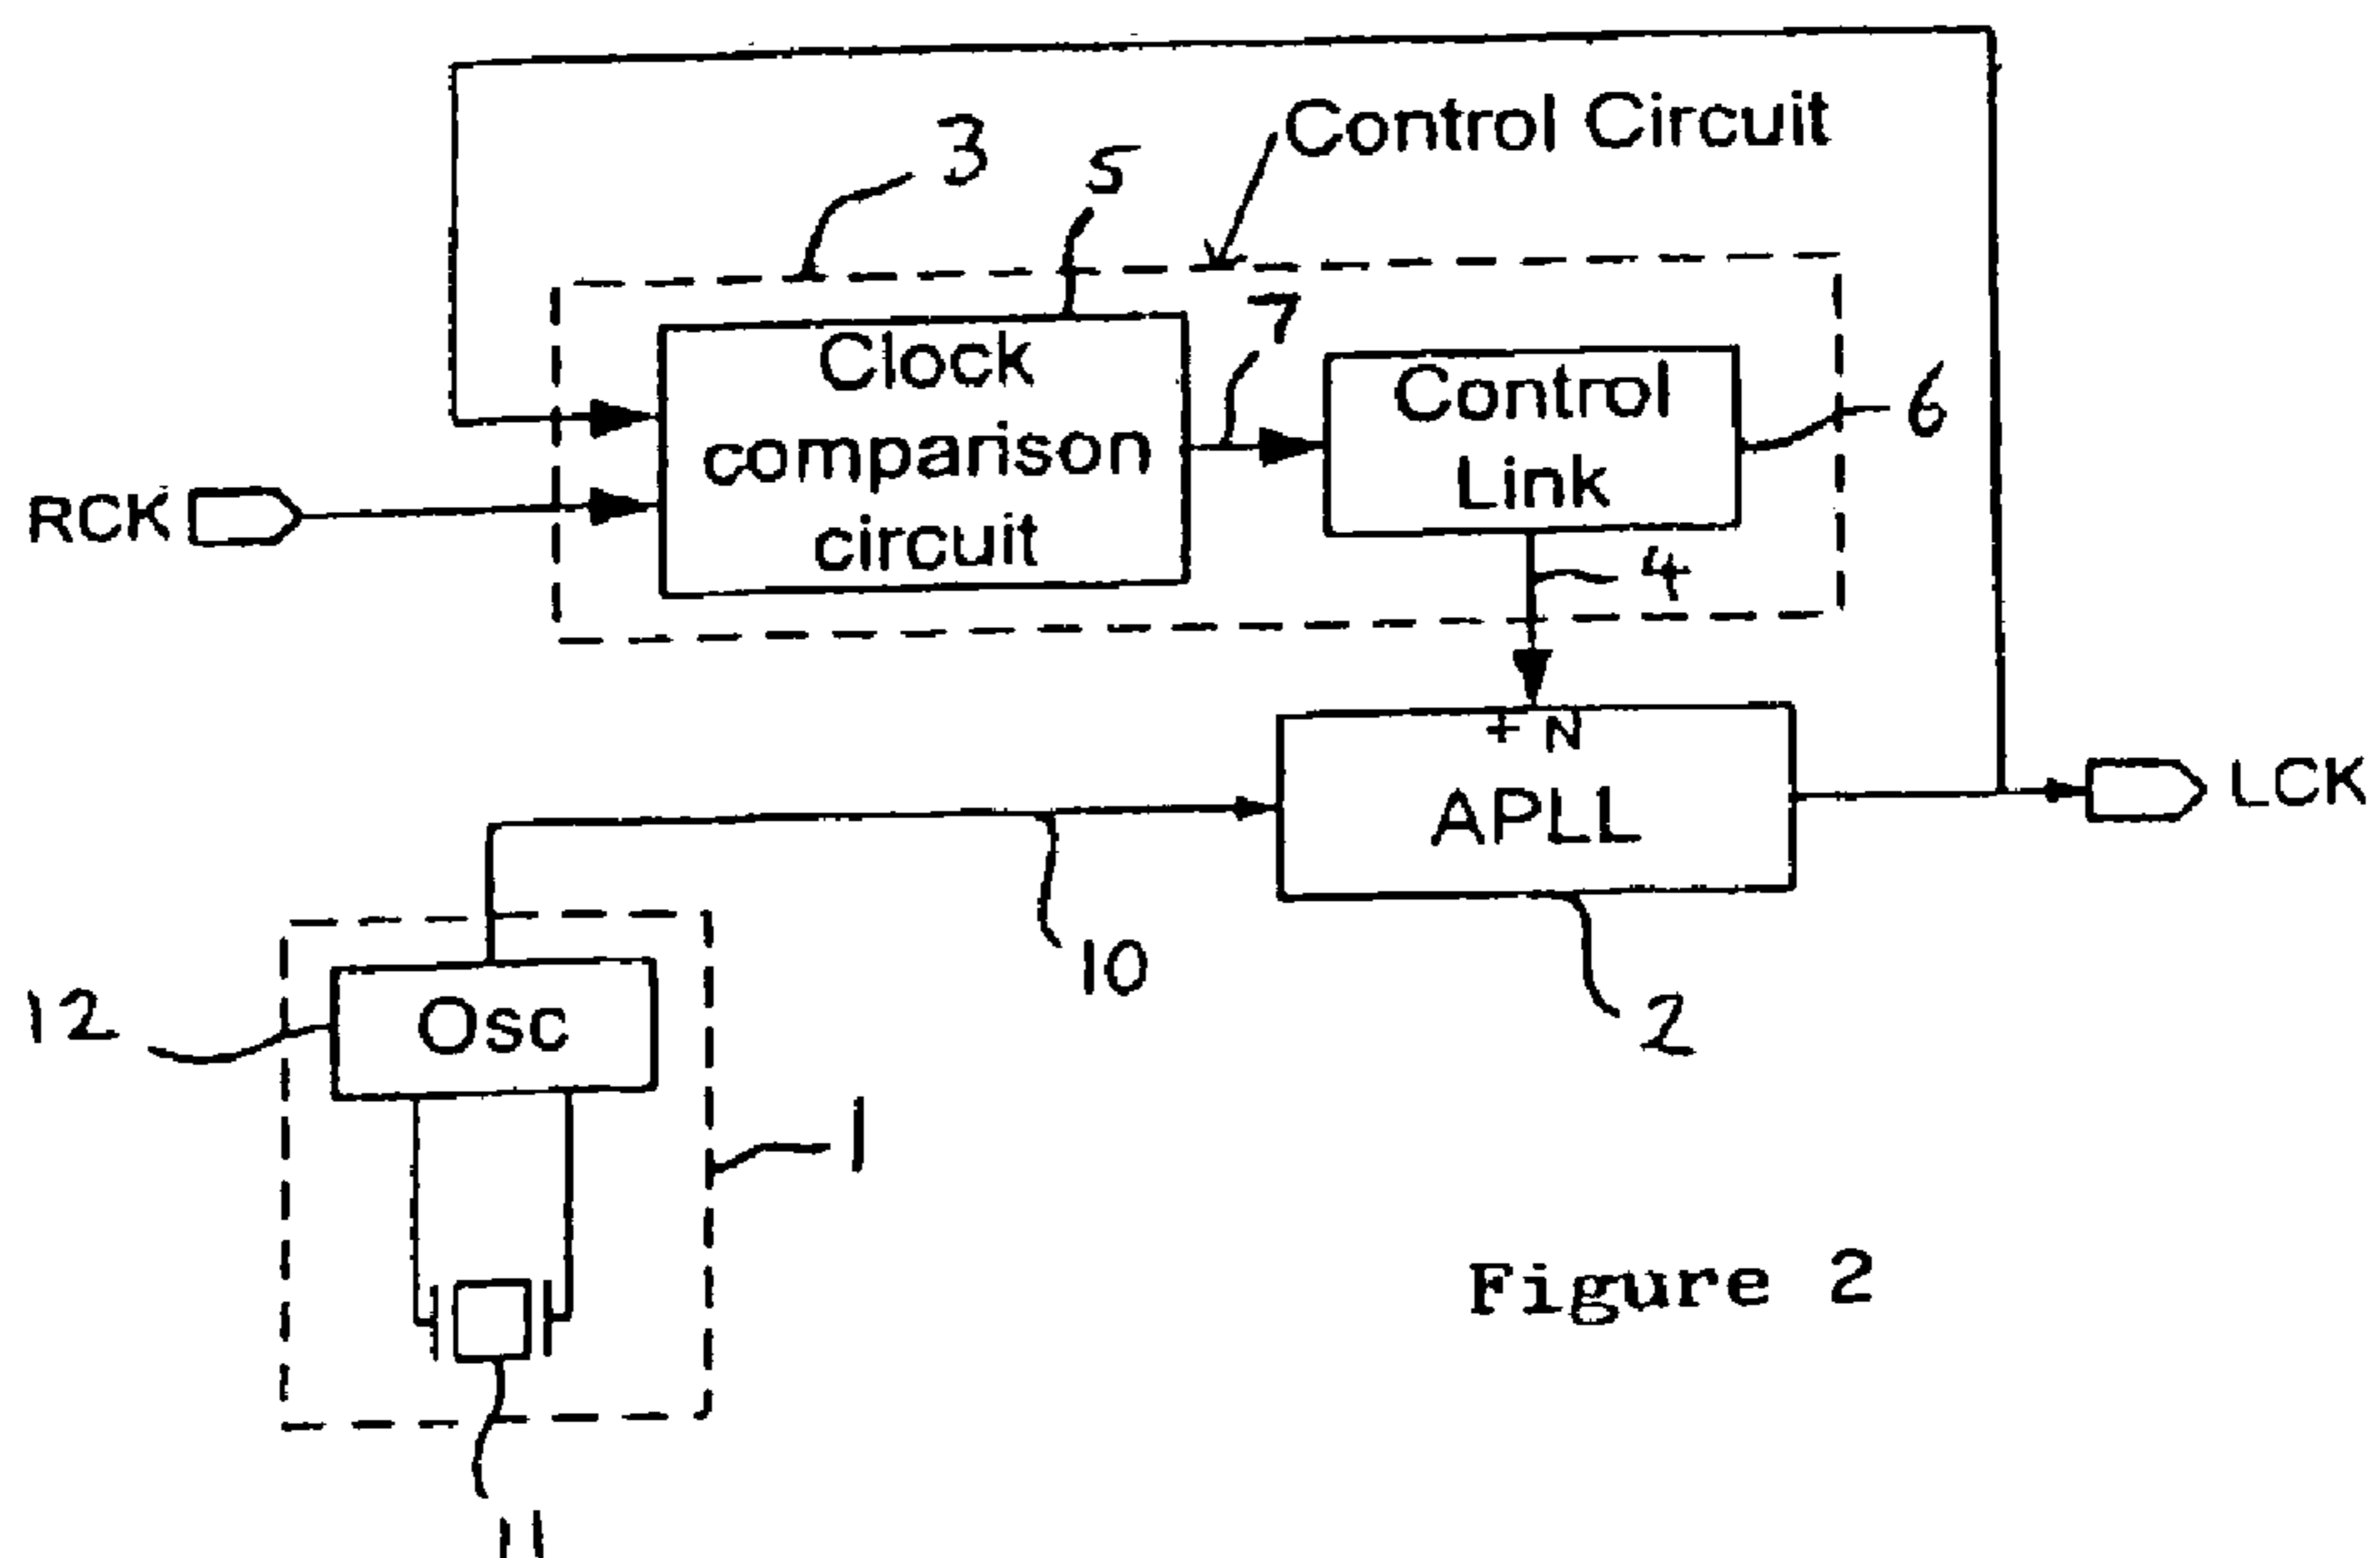 Control Circuit
3
5
7
Clock
comparison
circuit
Control
Link
6
RCK
4
+ N
APLL
LCK
10
2
12
Osc
1
Figure 2
11